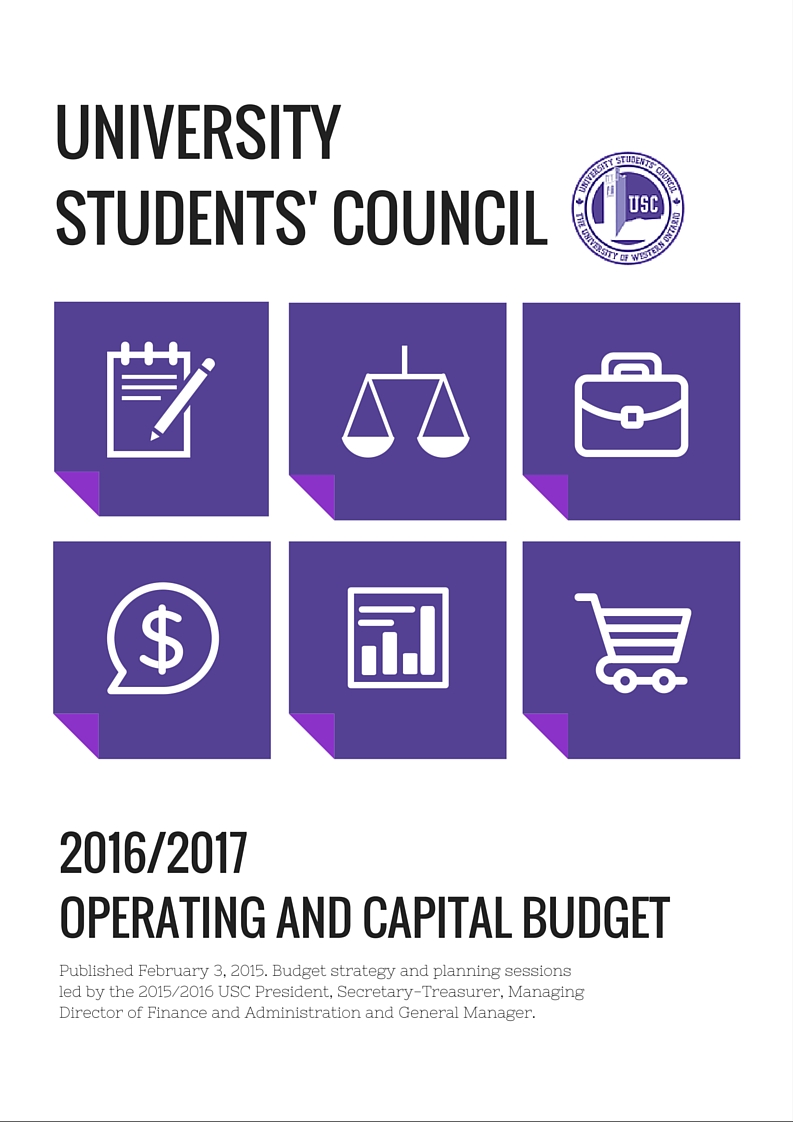 UNIVERSITY
STUDENTS' COUNCIL
UNIVERSITY STUDENTS' COUNCIL
USC
THE UNIVERSITY OF WESTERN ONTARIO
$
2016/2017
OPERATING AND CAPITAL BUDGET
Published February 3, 2015. Budget strategy and planning sessions
led by the 2015/2016 USC President, Secretary-Treasurer, Managing
Director of Finance and Administration and General Manager.